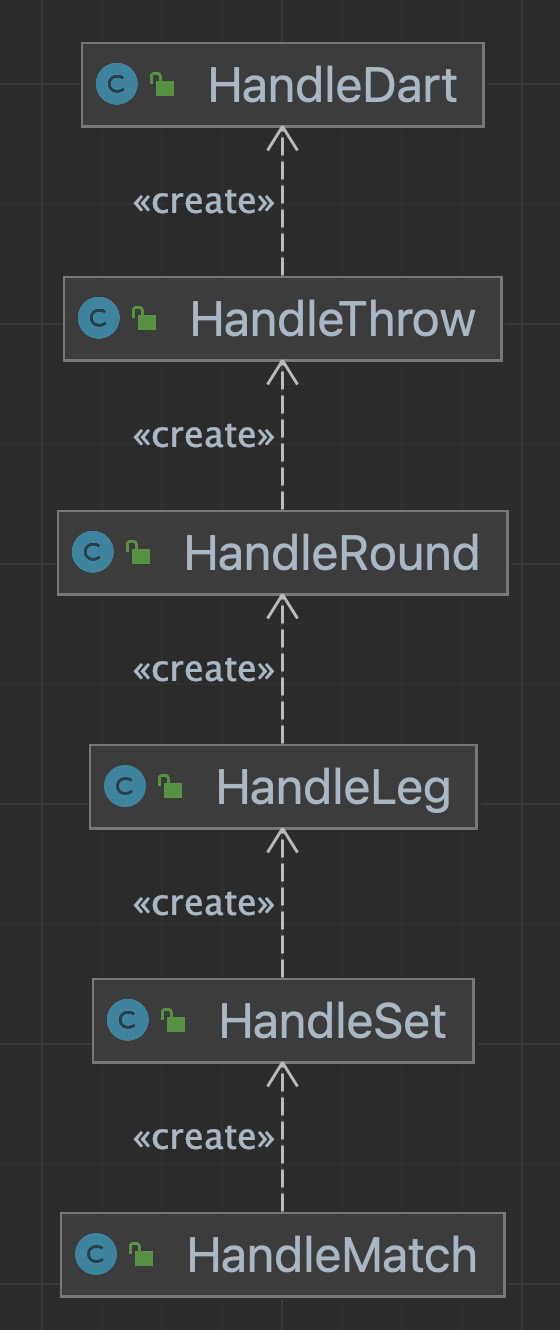 C HandleDart
«create»
C HandleThrow
«create»
C HandleRound
«create»
C HandleLeg
«create»
C HandleSet
«create»
C HandleMatch